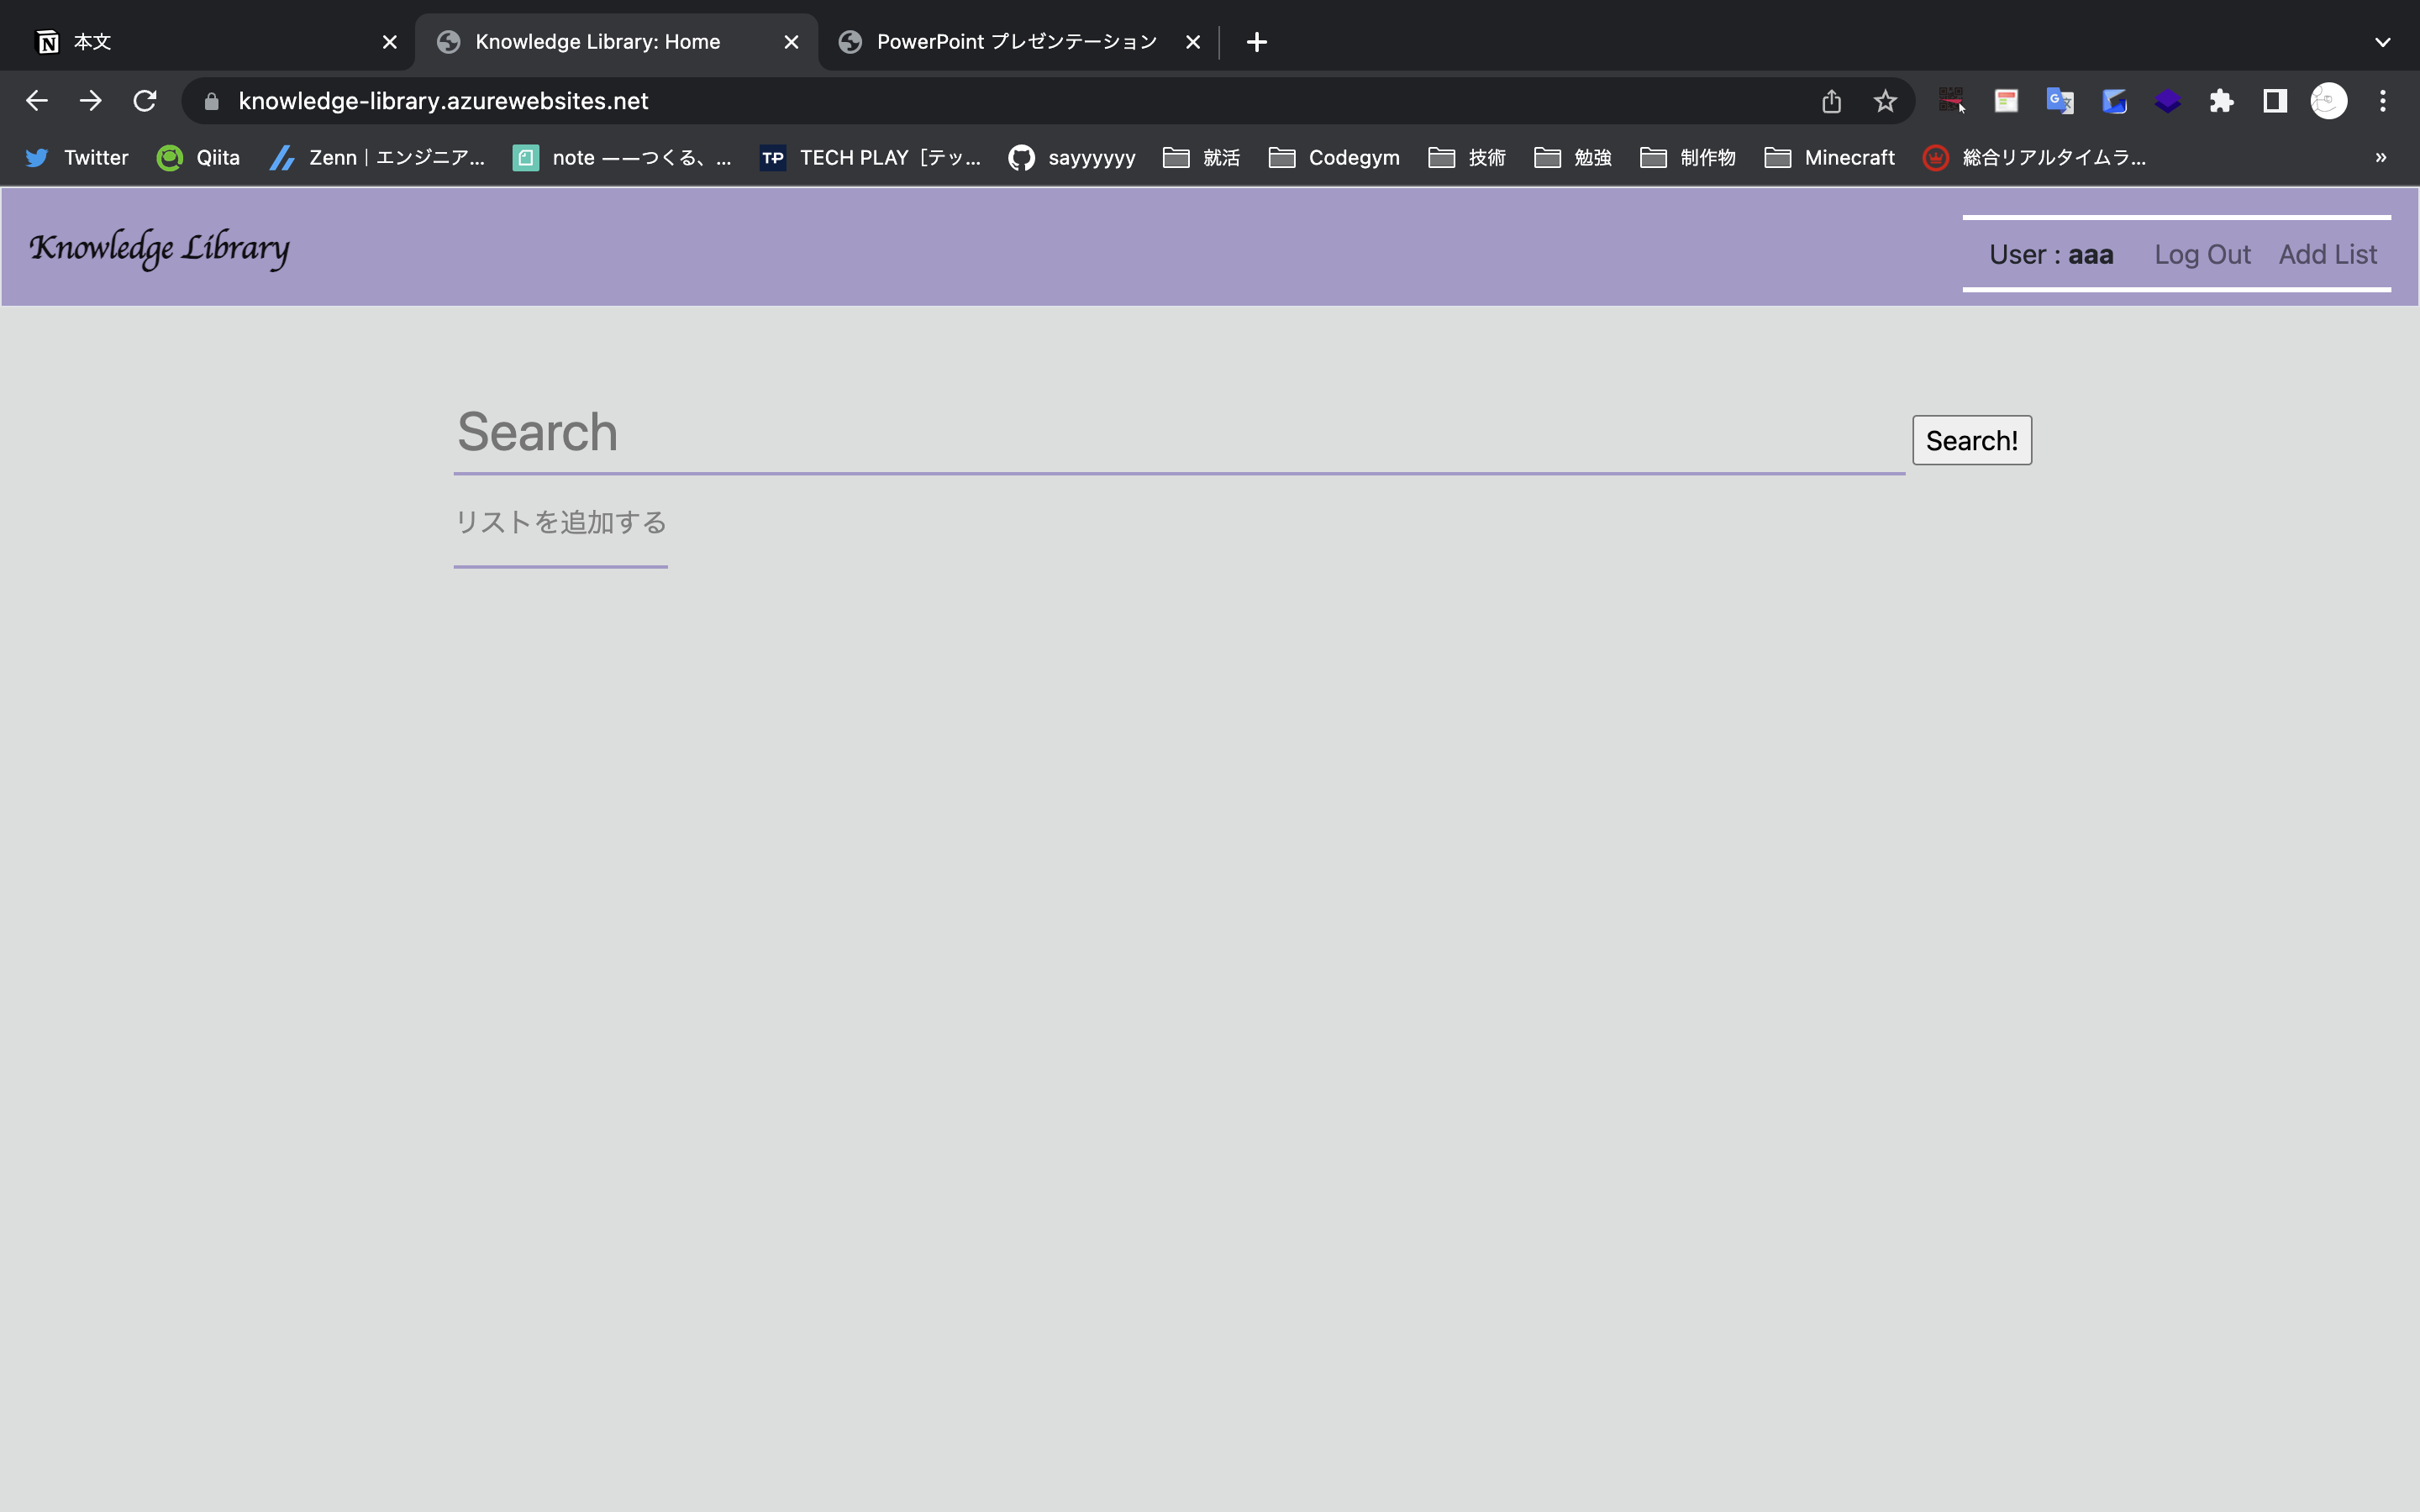 本文
Knowledge Library: Home
PowerPoint プレゼンテーション
knowledge-library.azurewebsites.net
Twitter
Qiita
Zenn｜エンジニア...
note ーーつくる、...
TECH PLAY［テッ...
sayyyyyy
就活
Codegym
技術
勉強
制作物
Minecraft
総合リアルタイムラ...
»
Knowledge Library
User : aaa Log Out Add List
Search
Search!
リストを追加する